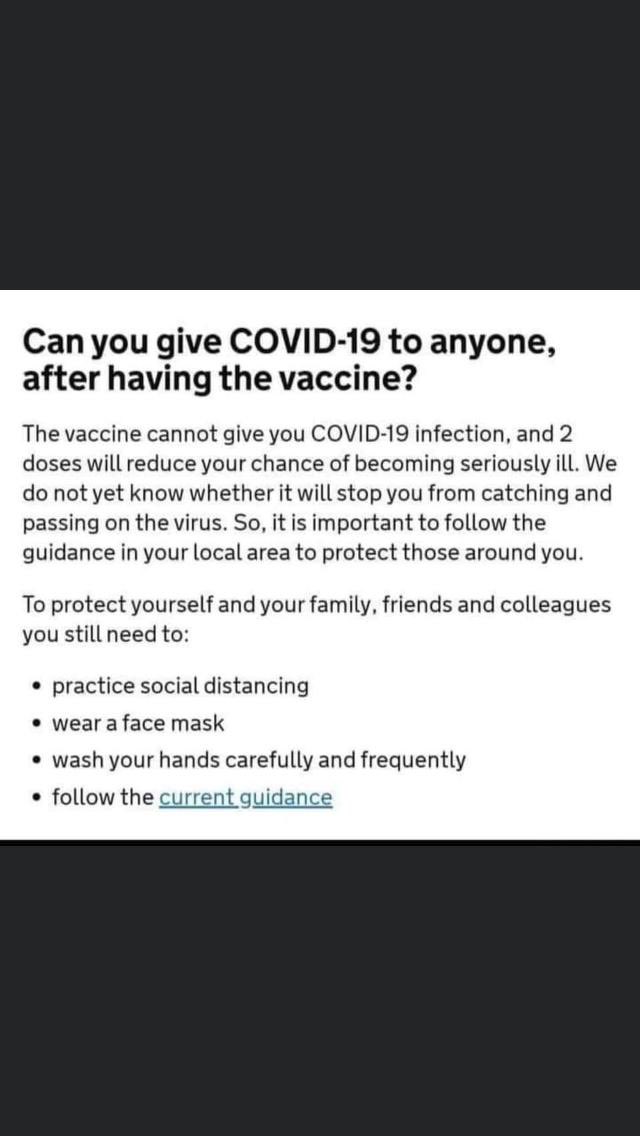 Can you give COVID-19 to anyone,
after having the vaccine?
The vaccine cannot give you COVID-19 infection, and 2
doses will reduce your chance of becoming seriously ill. We
do not yet know whether it will stop you from catching and
passing on the virus. So, it is important to follow the
guidance in your local area to protect those around you.
To protect yourself and your family, friends and colleagues
you still need to:
• practice social distancing
• wear a face mask
• wash your hands carefully and frequently
• follow the current guidance